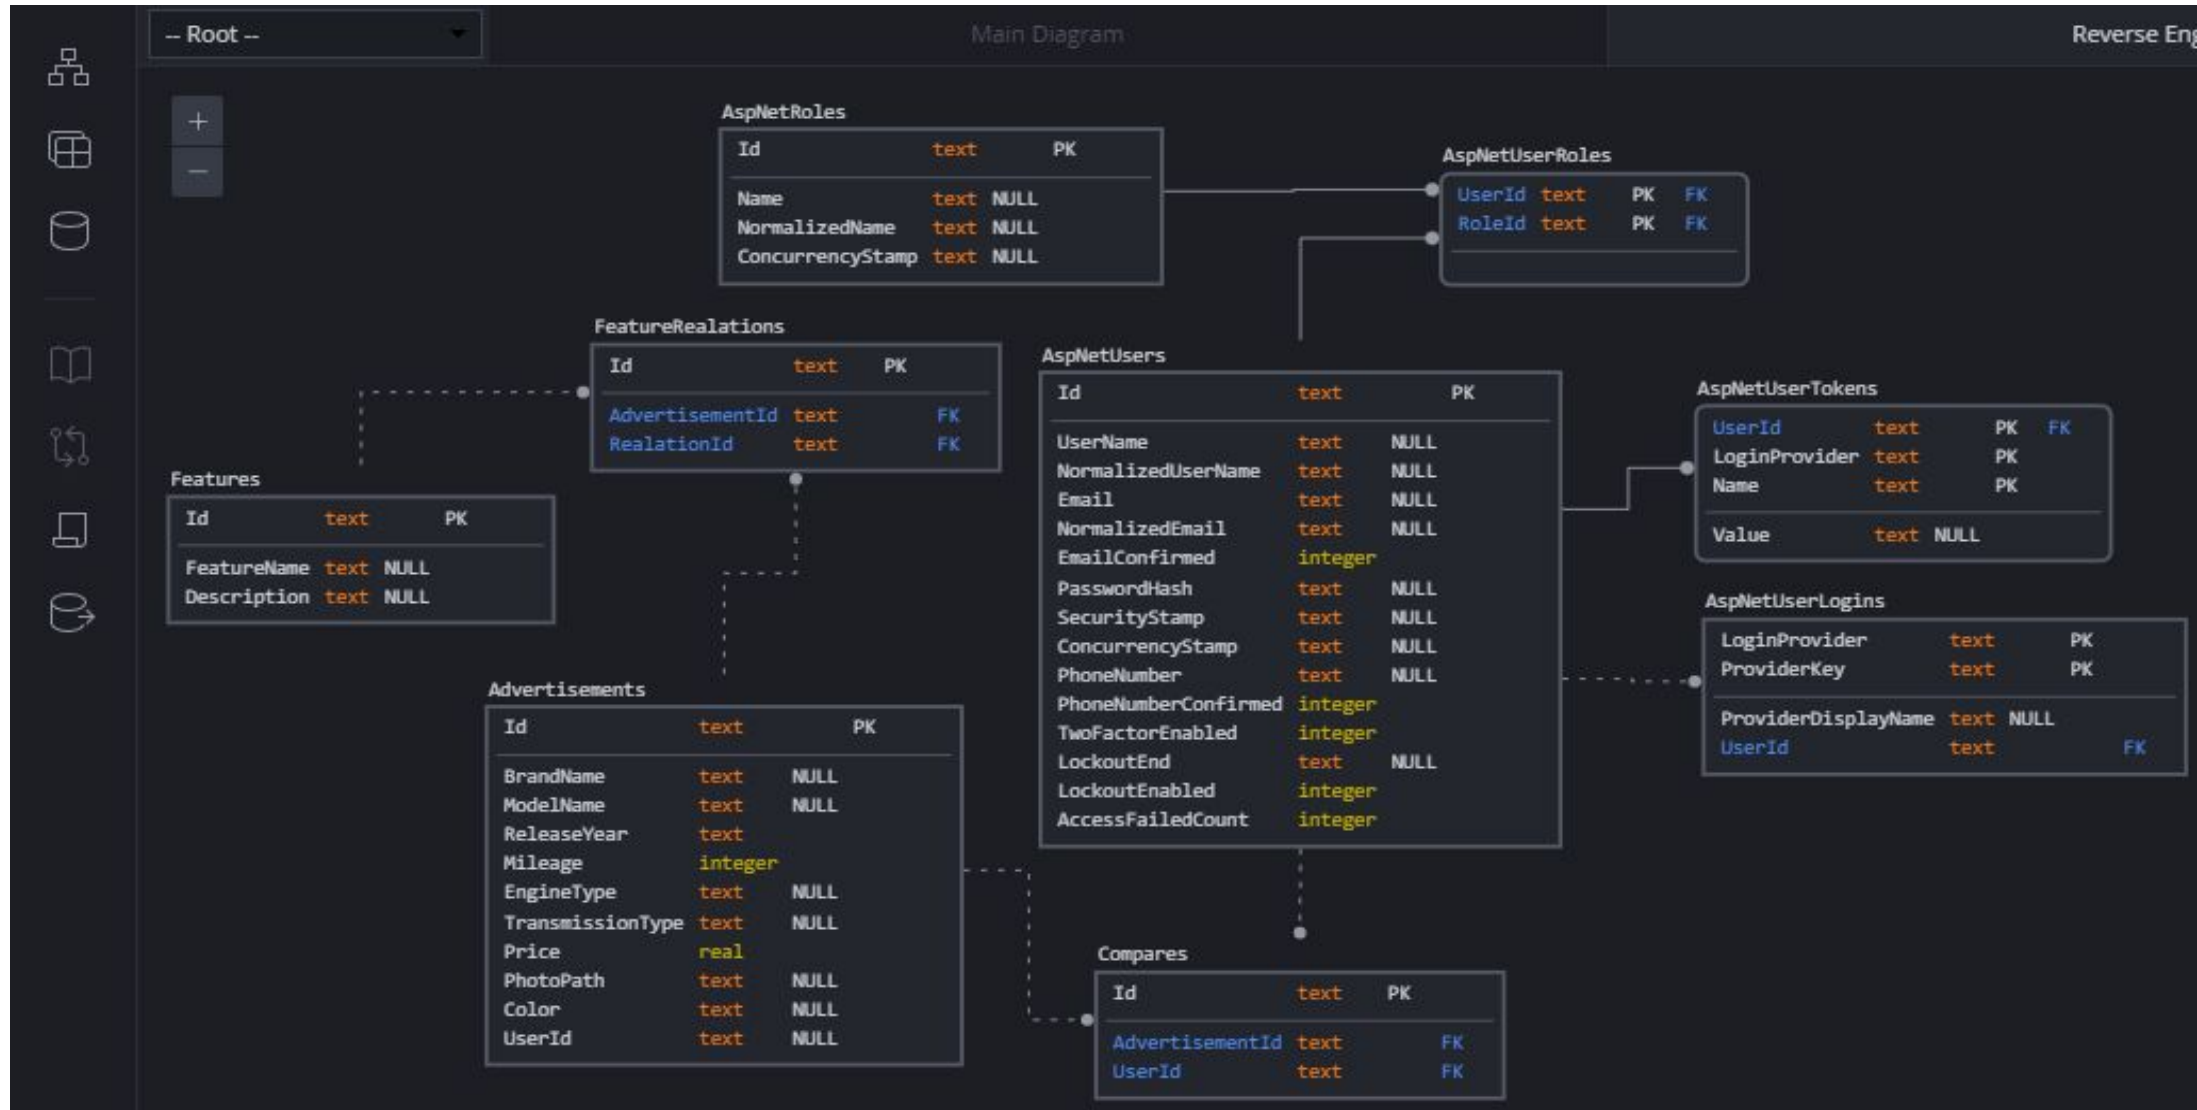 -- Root --
Main Diagram
Reverse Eng
+
–
AspNetRoles
Id text PK
Name text NULL
NormalizedName text NULL
ConcurrencyStamp text NULL
AspNetUserRoles
UserId text PK FK
RoleId text PK FK
FeatureRealations
Id text PK
AdvertisementId text FK
RealationId text FK
AspNetUsers
Id text PK
UserName text NULL
NormalizedUserName text NULL
Email text NULL
NormalizedEmail text NULL
EmailConfirmed integer
PasswordHash text NULL
SecurityStamp text NULL
ConcurrencyStamp text NULL
PhoneNumber text NULL
PhoneNumberConfirmed integer
TwoFactorEnabled integer
LockoutEnd text NULL
LockoutEnabled integer
AccessFailedCount integer
AspNetUserTokens
UserId text PK FK
LoginProvider text PK
Name text PK
Value text NULL
Features
Id text PK
FeatureName text NULL
Description text NULL
AspNetUserLogins
LoginProvider text PK
ProviderKey text PK
ProviderDisplayName text NULL
UserId text FK
Advertisements
Id text PK
BrandName text NULL
ModelName text NULL
ReleaseYear text
Mileage integer
EngineType text NULL
TransmissionType text NULL
Price real
PhotoPath text NULL
Color text NULL
UserId text NULL
Compares
Id text PK
AdvertisementId text FK
UserId text FK